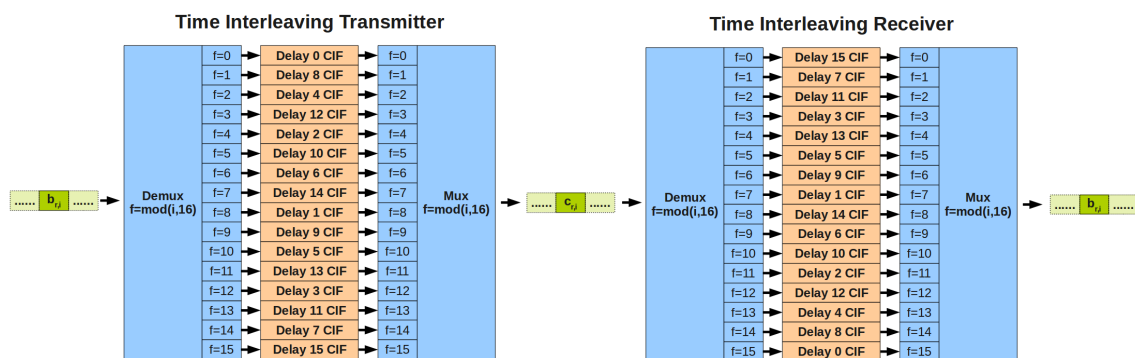 Time Interleaving Transmitter
f=0 Delay 0 CIF f=0
f=1 Delay 8 CIF f=1
f=2 Delay 4 CIF f=2
f=3 Delay 12 CIF f=3
f=4 Delay 2 CIF f=4
f=5 Delay 10 CIF f=5
f=6 Delay 6 CIF f=6
f=7 Delay 14 CIF f=7
f=8 Delay 1 CIF f=8
f=9 Delay 9 CIF f=9
f=10 Delay 5 CIF f=10
f=11 Delay 13 CIF f=11
f=12 Delay 3 CIF f=12
f=13 Delay 11 CIF f=13
f=14 Delay 7 CIF f=14
f=15 Delay 15 CIF f=15
...... br,i ......
Demux
f=mod(i,16)
Mux
f=mod(i,16)
...... cr,i ......
Time Interleaving Receiver
f=0 Delay 15 CIF f=0
f=1 Delay 7 CIF f=1
f=2 Delay 11 CIF f=2
f=3 Delay 3 CIF f=3
f=4 Delay 13 CIF f=4
f=5 Delay 5 CIF f=5
f=6 Delay 9 CIF f=6
f=7 Delay 1 CIF f=7
f=8 Delay 14 CIF f=8
f=9 Delay 6 CIF f=9
f=10 Delay 10 CIF f=10
f=11 Delay 2 CIF f=11
f=12 Delay 12 CIF f=12
f=13 Delay 4 CIF f=13
f=14 Delay 8 CIF f=14
f=15 Delay 0 CIF f=15
Demux
f=mod(i,16)
Mux
f=mod(i,16)
...... br,i ......